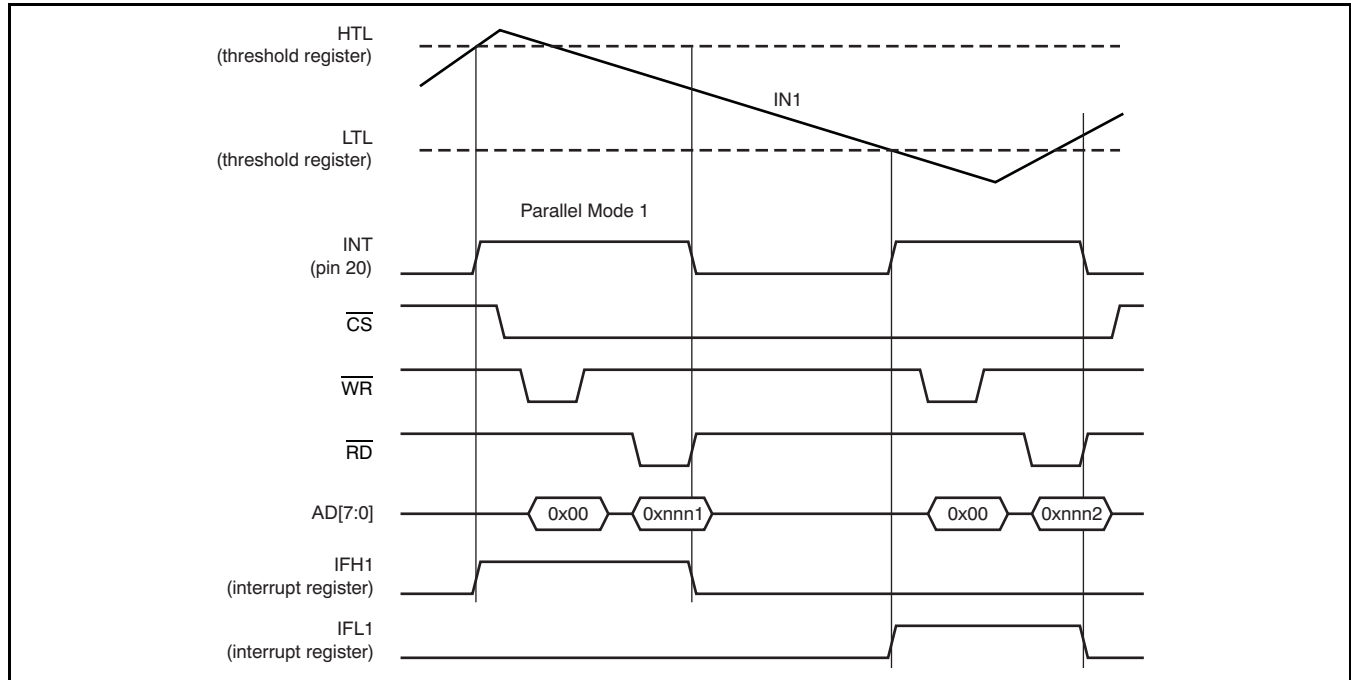 HTL
(threshold register)
IN1
LTL
(threshold register)
Parallel Mode 1
INT
(pin 20)
CS
WR
RD
AD[7:0]
0x00
0xnnn1
0x00
0xnnn2
IFH1
(interrupt register)
IFL1
(interrupt register)